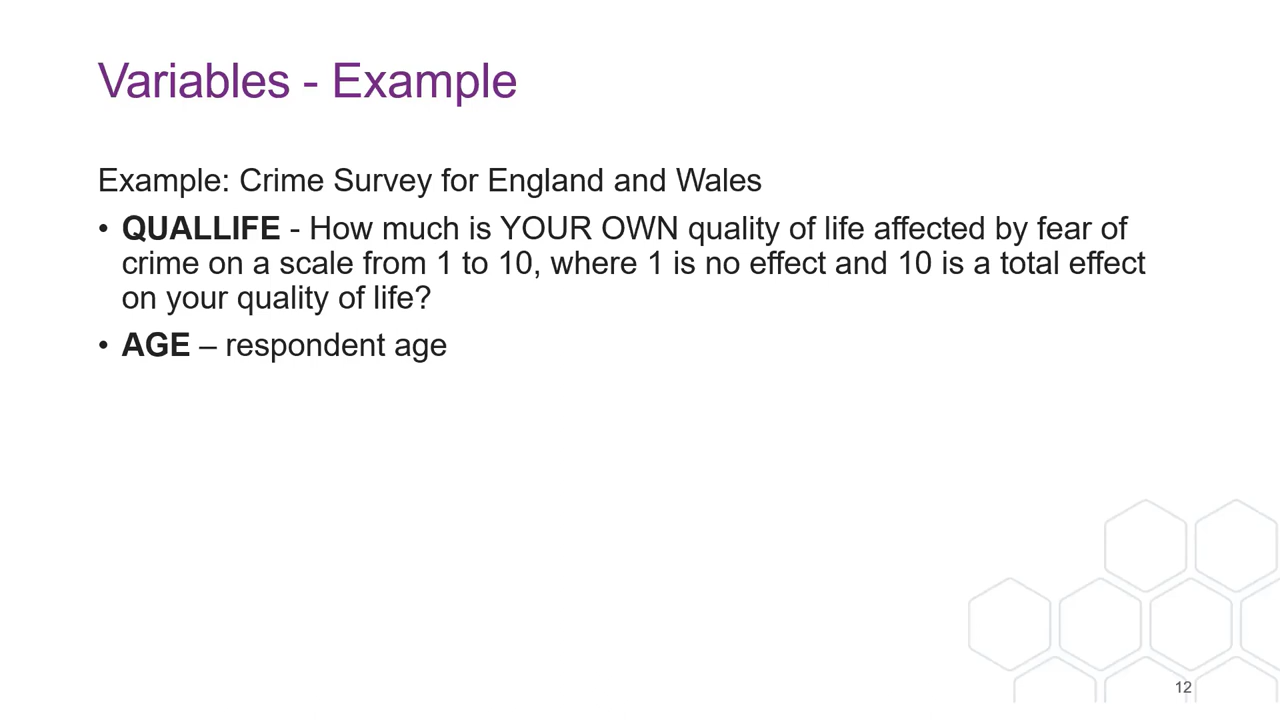 Variables - Example
Example: Crime Survey for England and Wales
• QUALLIFE - How much is YOUR OWN quality of life affected by fear of
crime on a scale from 1 to 10, where 1 is no effect and 10 is a total effect
on your quality of life?
• AGE – respondent age
12